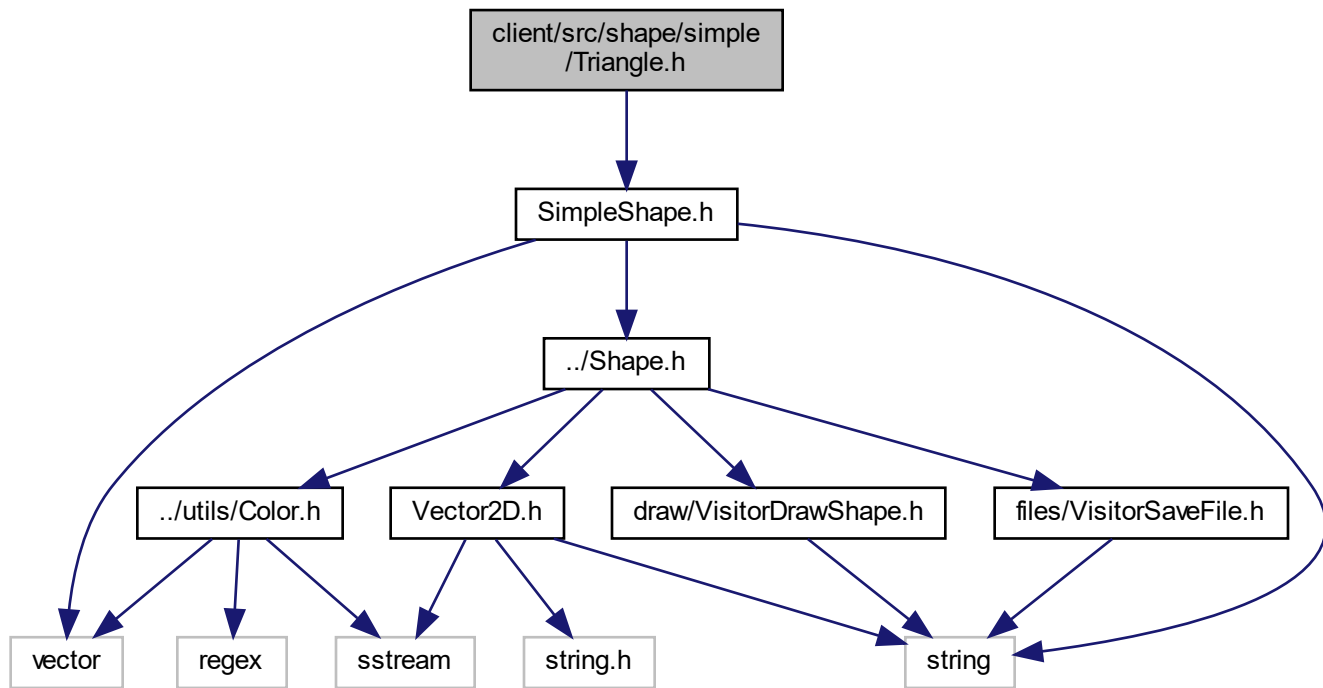 client/src/shape/simple
/Triangle.h
SimpleShape.h
../Shape.h
../utils/Color.h
Vector2D.h
draw/VisitorDrawShape.h
files/VisitorSaveFile.h
vector
regex
sstream
string.h
string